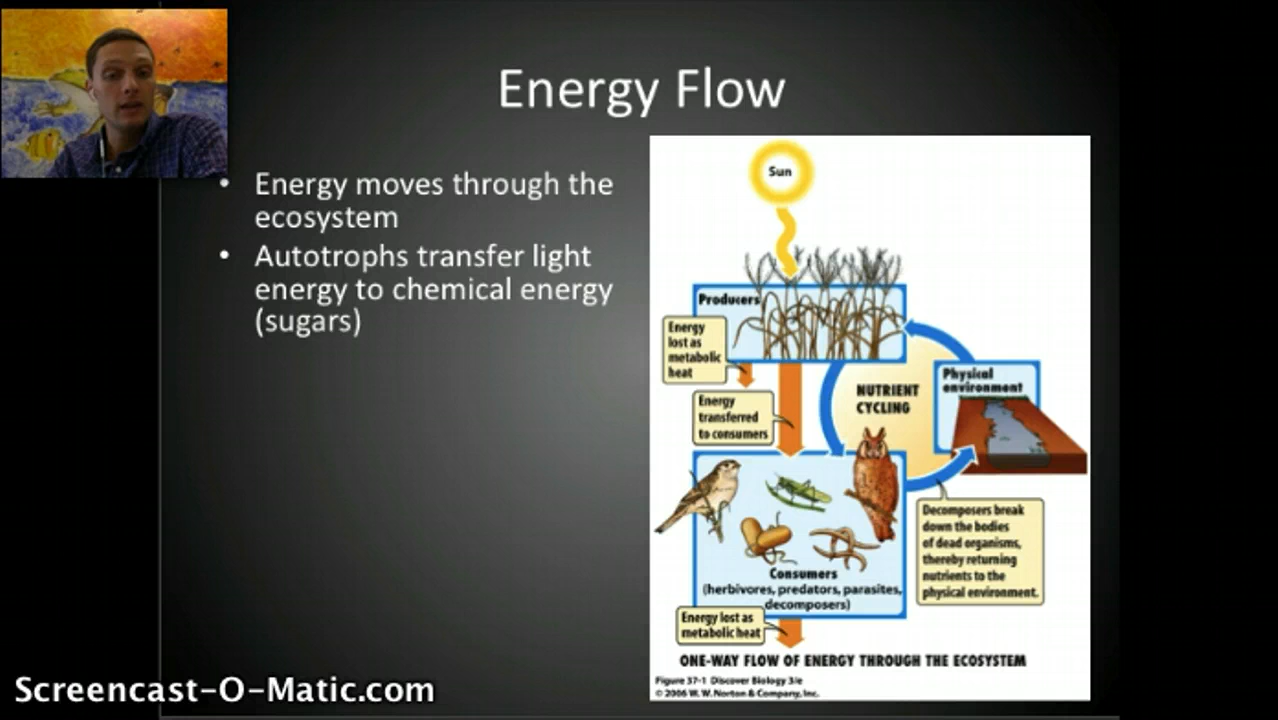 Energy Flow
• Energy moves through the
ecosystem
• Autotrophs transfer light
energy to chemical energy
(sugars)
Sun
Producers
Energy
lost as
metabolic
heat
Energy
transferred
to consumers
NUTRIENT
CYCLING
Physical
environment
Consumers
(herbivores, predators, parasites,
decomposers)
Decomposers break
down the bodies
of dead organisms,
thereby returning
nutrients to the
physical environment.
Energy lost as
metabolic heat
ONE-WAY FLOW OF ENERGY THROUGH THE ECOSYSTEM
Figure 37-1 Discover Biology 3/e
© 2006 W. W. Norton & Company, Inc.
Screencast-O-Matic.com